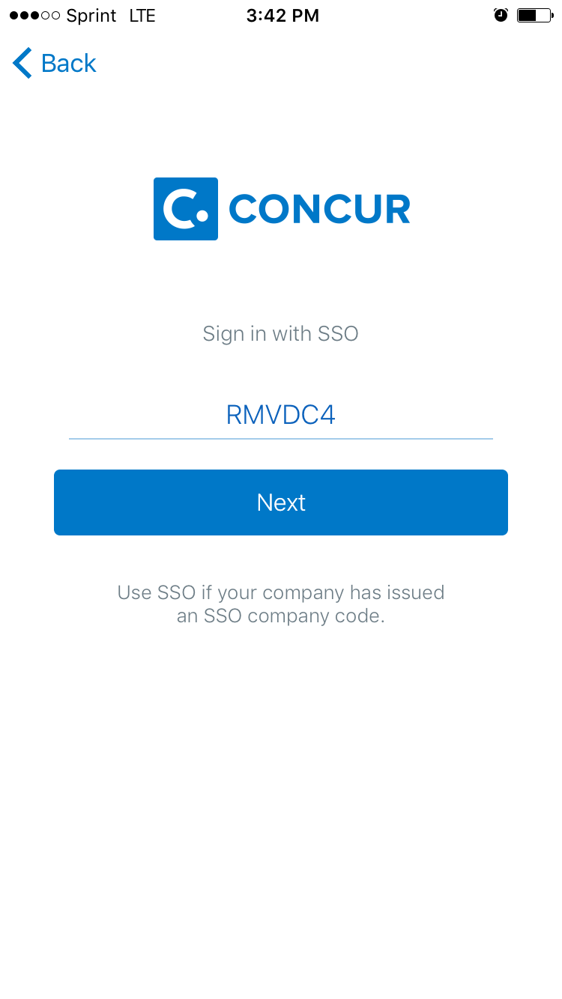 Sprint LTE 3:42 PM
Back
C. CONCUR
Sign in with SSO
RMVDC4
Next
Use SSO if your company has issued
an SSO company code.